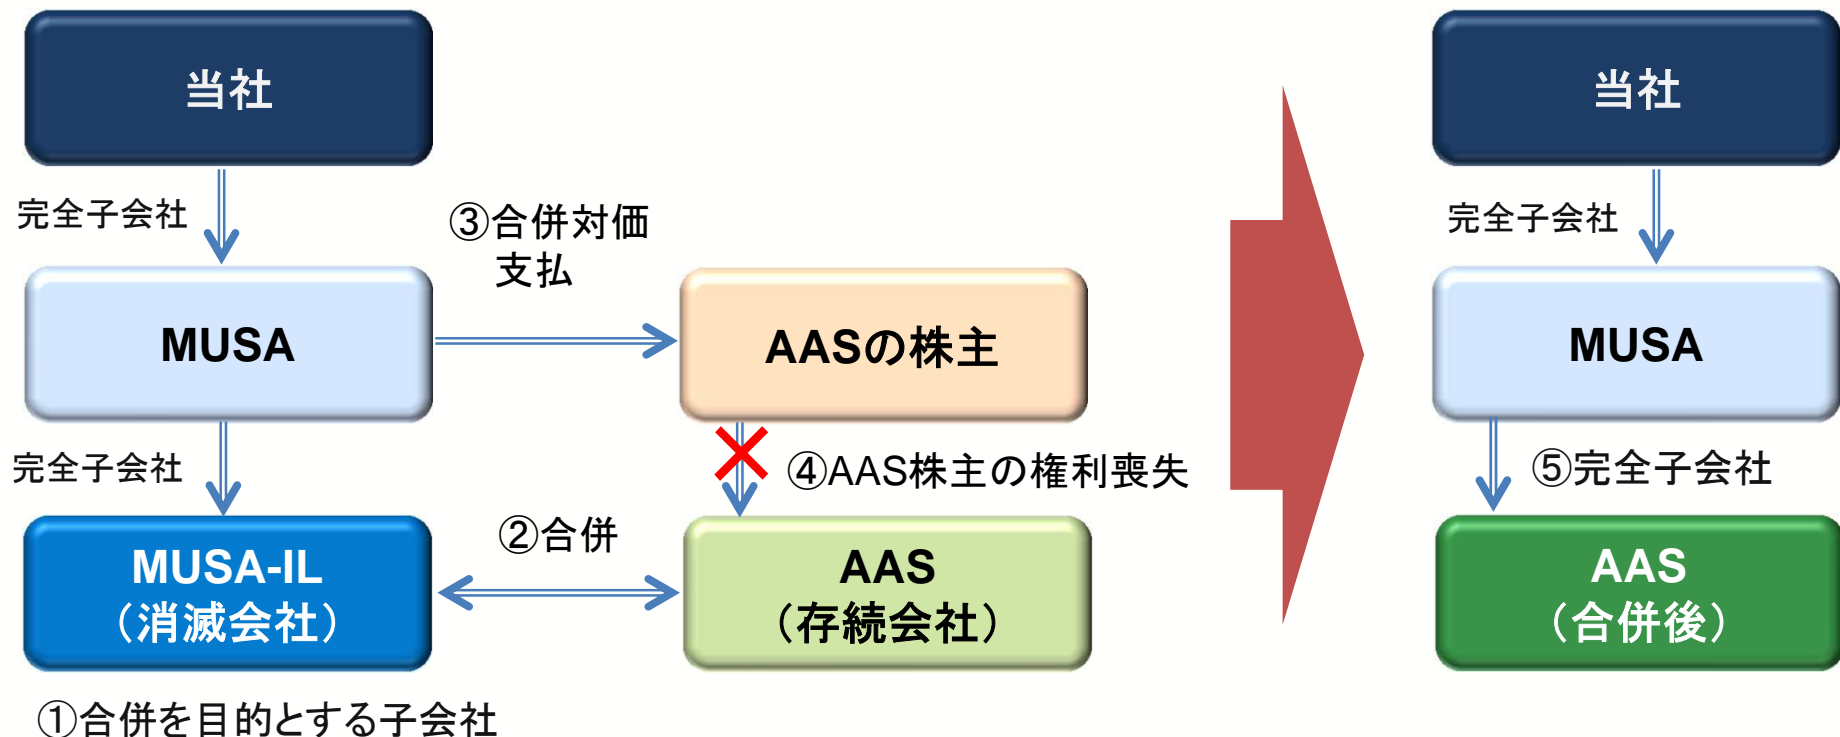 当社
完全子会社
③合併対価
支払
MUSA
AASの株主
完全子会社
④AAS株主の権利喪失
②合併
MUSA-IL
（消滅会社）
AAS
（存続会社）
①合併を目的とする子会社
当社
完全子会社
MUSA
⑤完全子会社
AAS
（合併後）